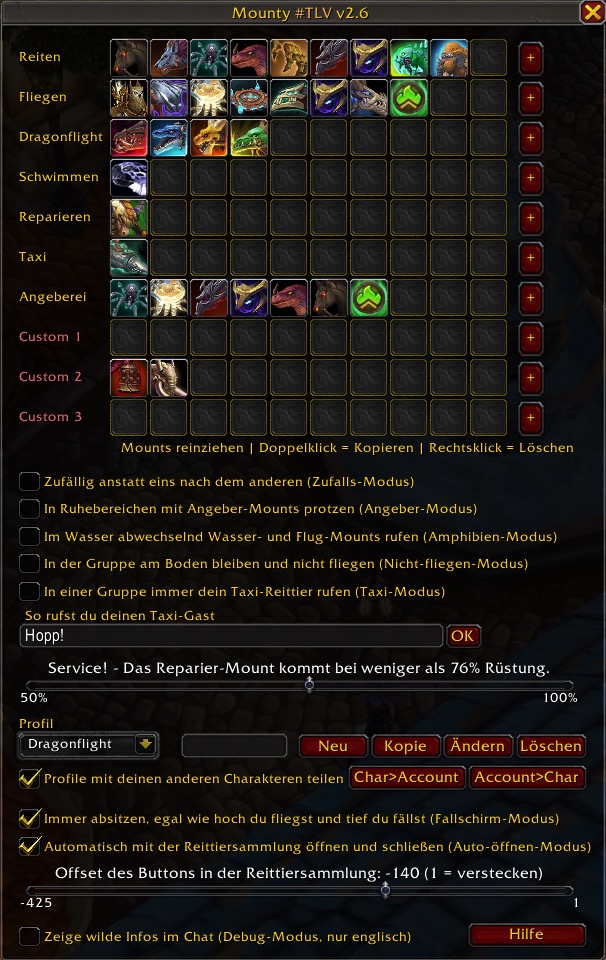 Mounty #TLV v2.6
Reiten
+
Fliegen
+
Dragonflight
+
Schwimmen
+
Reparieren
+
Taxi
+
Angeberei
+
Custom 1
+
Custom 2
+
Custom 3
+
Mounts reinziehen | Doppelklick = Kopieren | Rechtsklick = Löschen
Zufällig anstatt eins nach dem anderen (Zufalls-Modus)
In Ruhebereichen mit Angeber-Mounts protzen (Angeber-Modus)
Im Wasser abwechselnd Wasser- und Flug-Mounts rufen (Amphibien-Modus)
In der Gruppe am Boden bleiben und nicht fliegen (Nicht-fliegen-Modus)
In einer Gruppe immer dein Taxi-Reittier rufen (Taxi-Modus)
So rufst du deinen Taxi-Gast
Hopp! OK
Service! - Das Reparier-Mount kommt bei weniger als 76% Rüstung.
50% 100%
Profil
Dragonflight Neu Kopie Ändern Löschen
Profile mit deinen anderen Charakteren teilen Char>Account Account>Char
Immer absitzen, egal wie hoch du fliegst und tief du fällst (Fallschirm-Modus)
Automatisch mit der Reittiersammlung öffnen und schließen (Auto-öffnen-Modus)
Offset des Buttons in der Reittiersammlung: -140 (1 = verstecken)
-425 1
Zeige wilde Infos im Chat (Debug-Modus, nur englisch) Hilfe